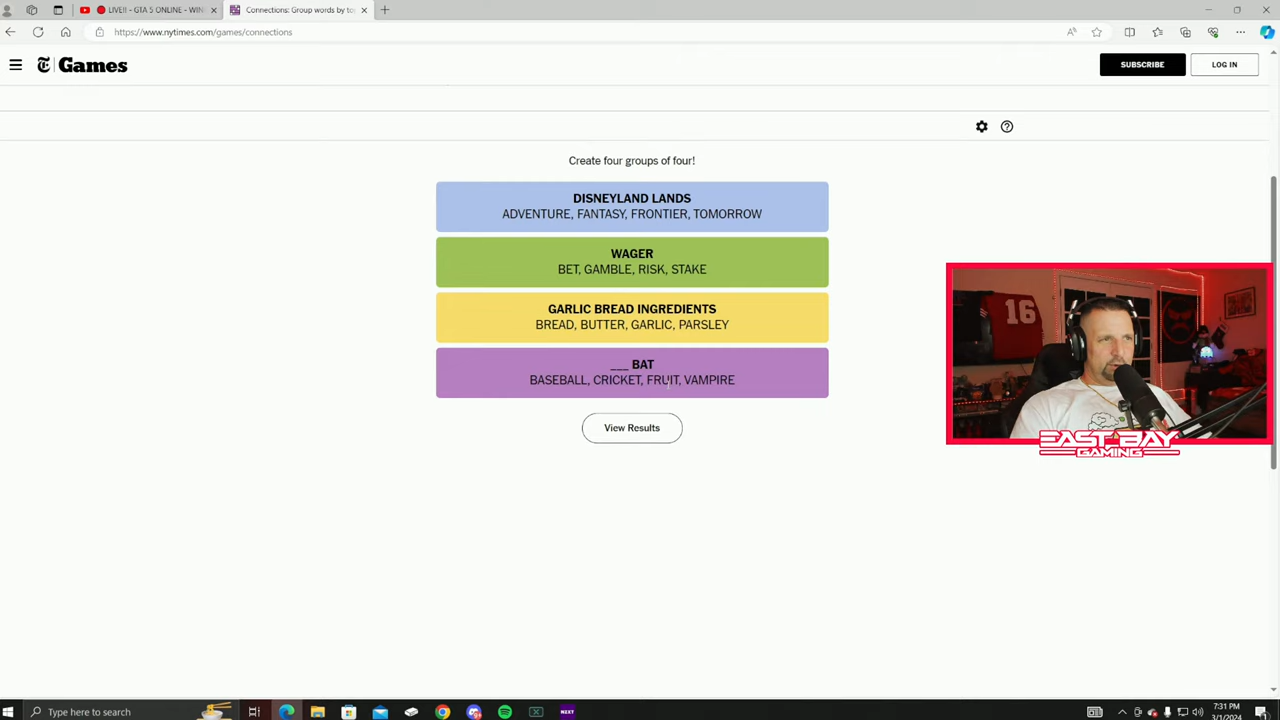 LIVE!! - GTA 5 ONLINE - WIN
Connections: Group words by to
https://www.nytimes.com/games/connections
Games
SUBSCRIBE
LOG IN
Create four groups of four!
DISNEYLAND LANDS
ADVENTURE, FANTASY, FRONTIER, TOMORROW
WAGER
BET, GAMBLE, RISK, STAKE
GARLIC BREAD INGREDIENTS
BREAD, BUTTER, GARLIC, PARSLEY
___ BAT
BASEBALL, CRICKET, FRUIT, VAMPIRE
View Results
16
EAST BAY
GAMING
Type here to search
NZXT
7:31 PM